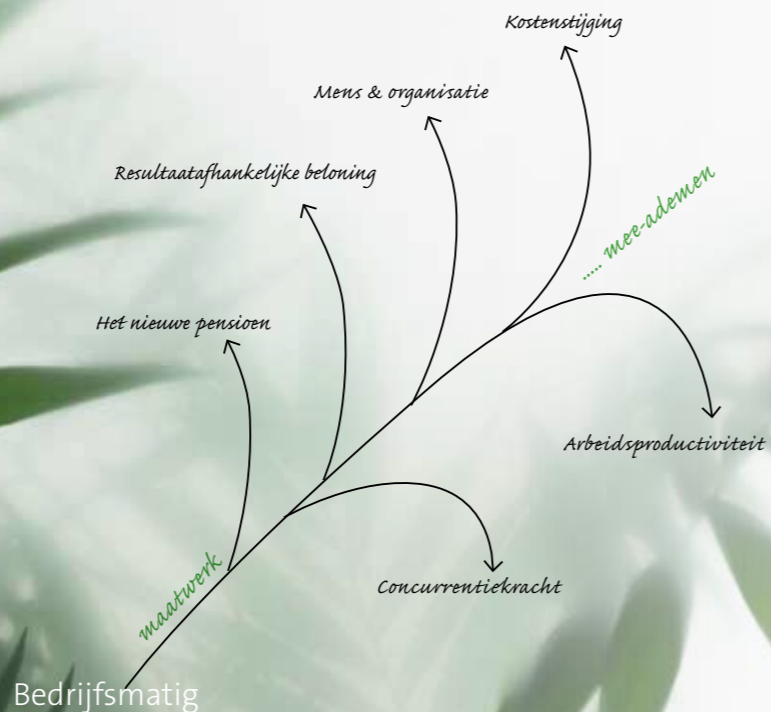 Kostenstijging
Mens & organisatie
Resultaatafhankelijke beloning
..... mee-ademen
Het nieuwe pensioen
Arbeidsproductiviteit
maatwerk
Concurrentiekracht
Bedrijfsmatig